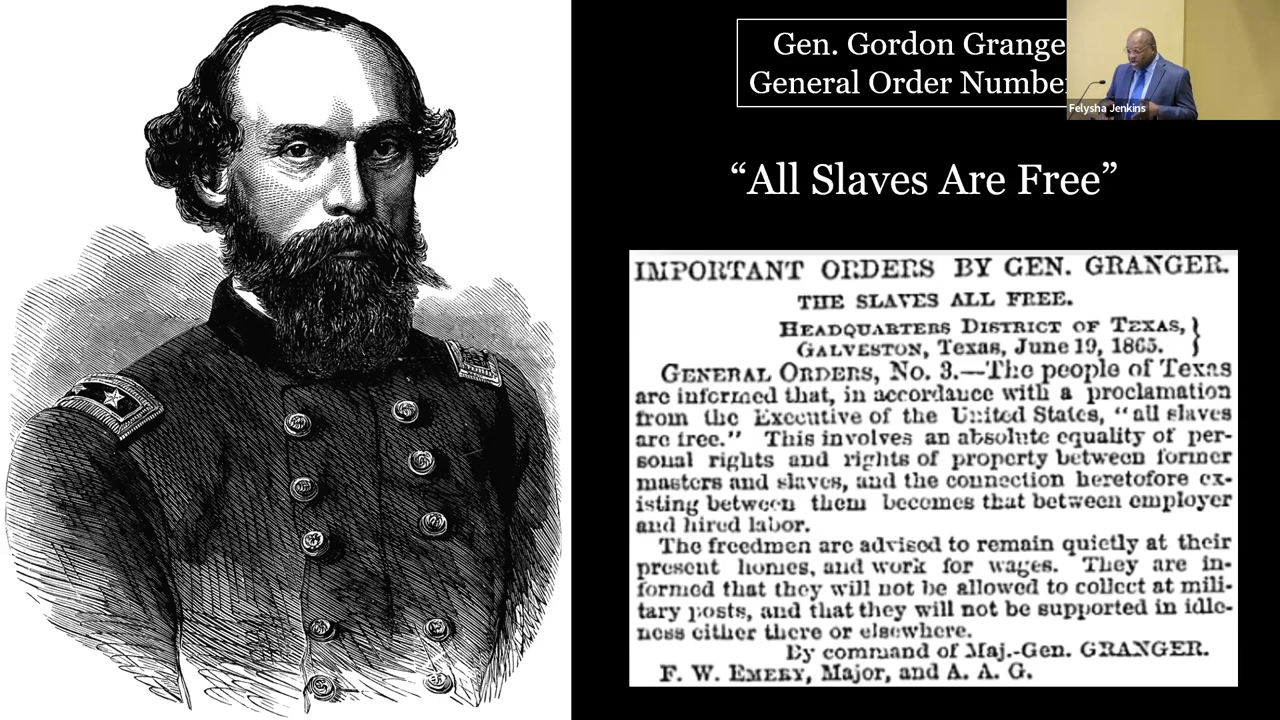 Gen. Gordon Grange
General Order Number
Felysha Jenkins
“All Slaves Are Free”
IMPORTANT ORDERS BY GEN. GRANGER.
THE SLAVES ALL FREE.
HEADQUARTERS DISTRICT OF TEXAS,
GALVESTON, Texas, June 19, 1865.
GENERAL ORDERS, No. 3.—The people of Texas
are informed that, in accordance with a proclamation
from the Executive of the United States, “all slaves
are free.” This involves an absolute equality of per-
sonal rights and rights of property between former
masters and slaves, and the connection heretofore ex-
isting between them becomes that between employer
and hired labor.
The freedmen are advised to remain quietly at their
present homes, and work for wages. They are in-
formed that they will not be allowed to collect at mili-
tary posts, and that they will not be supported in idle-
ness either there or elsewhere.
By command of Maj.-Gen. GRANGER.
F. W. EMERY, Major, and A. A. G.